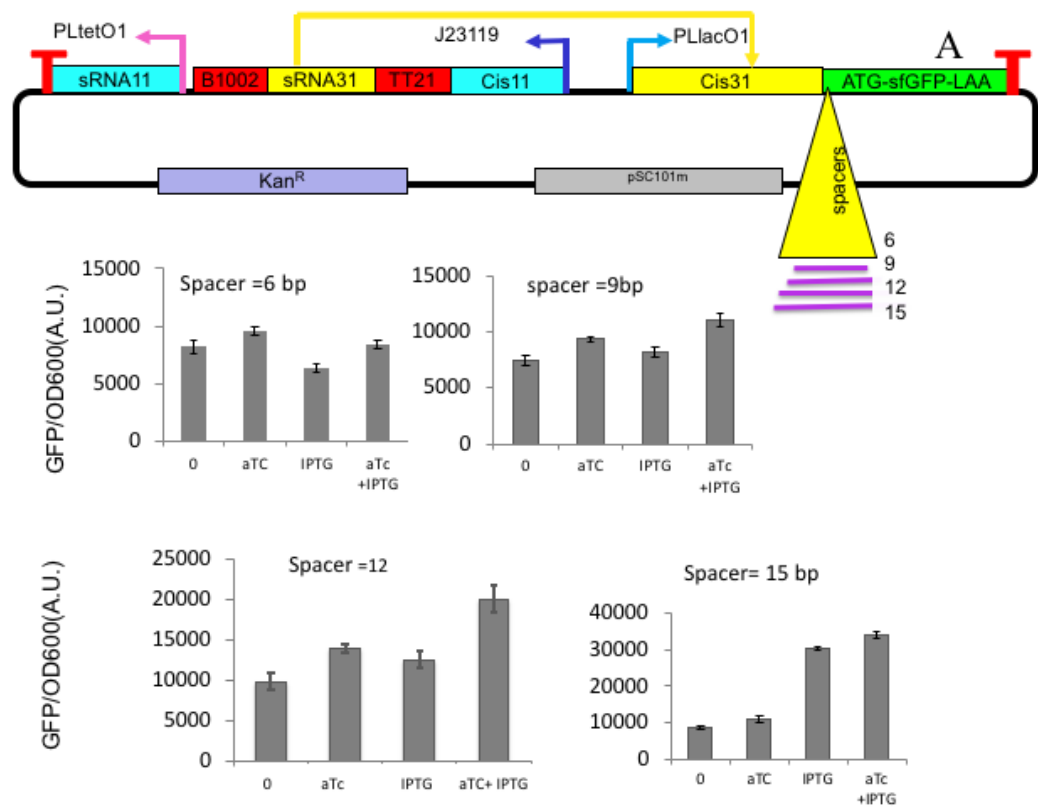 PLtetO1
J23119
PLlacO1
A
sRNA11
B1002
sRNA31
TT21
Cis11
Cis31
ATG-sfGFP-LAA
KanR
pSC101m
spacers
6
9
12
15
GFP/OD600(A.U.)
Spacer =6 bp
15000
10000
5000
0
0
aTC
IPTG
aTc
+IPTG
spacer =9bp
15000
10000
5000
0
0
aTC
IPTG
aTc
+IPTG
GFP/OD600(A.U.)
Spacer =12
25000
20000
15000
10000
5000
0
0
aTc
IPTG
aTC+ IPTG
Spacer= 15 bp
40000
30000
20000
10000
0
0
aTC
IPTG
aTc
+IPTG